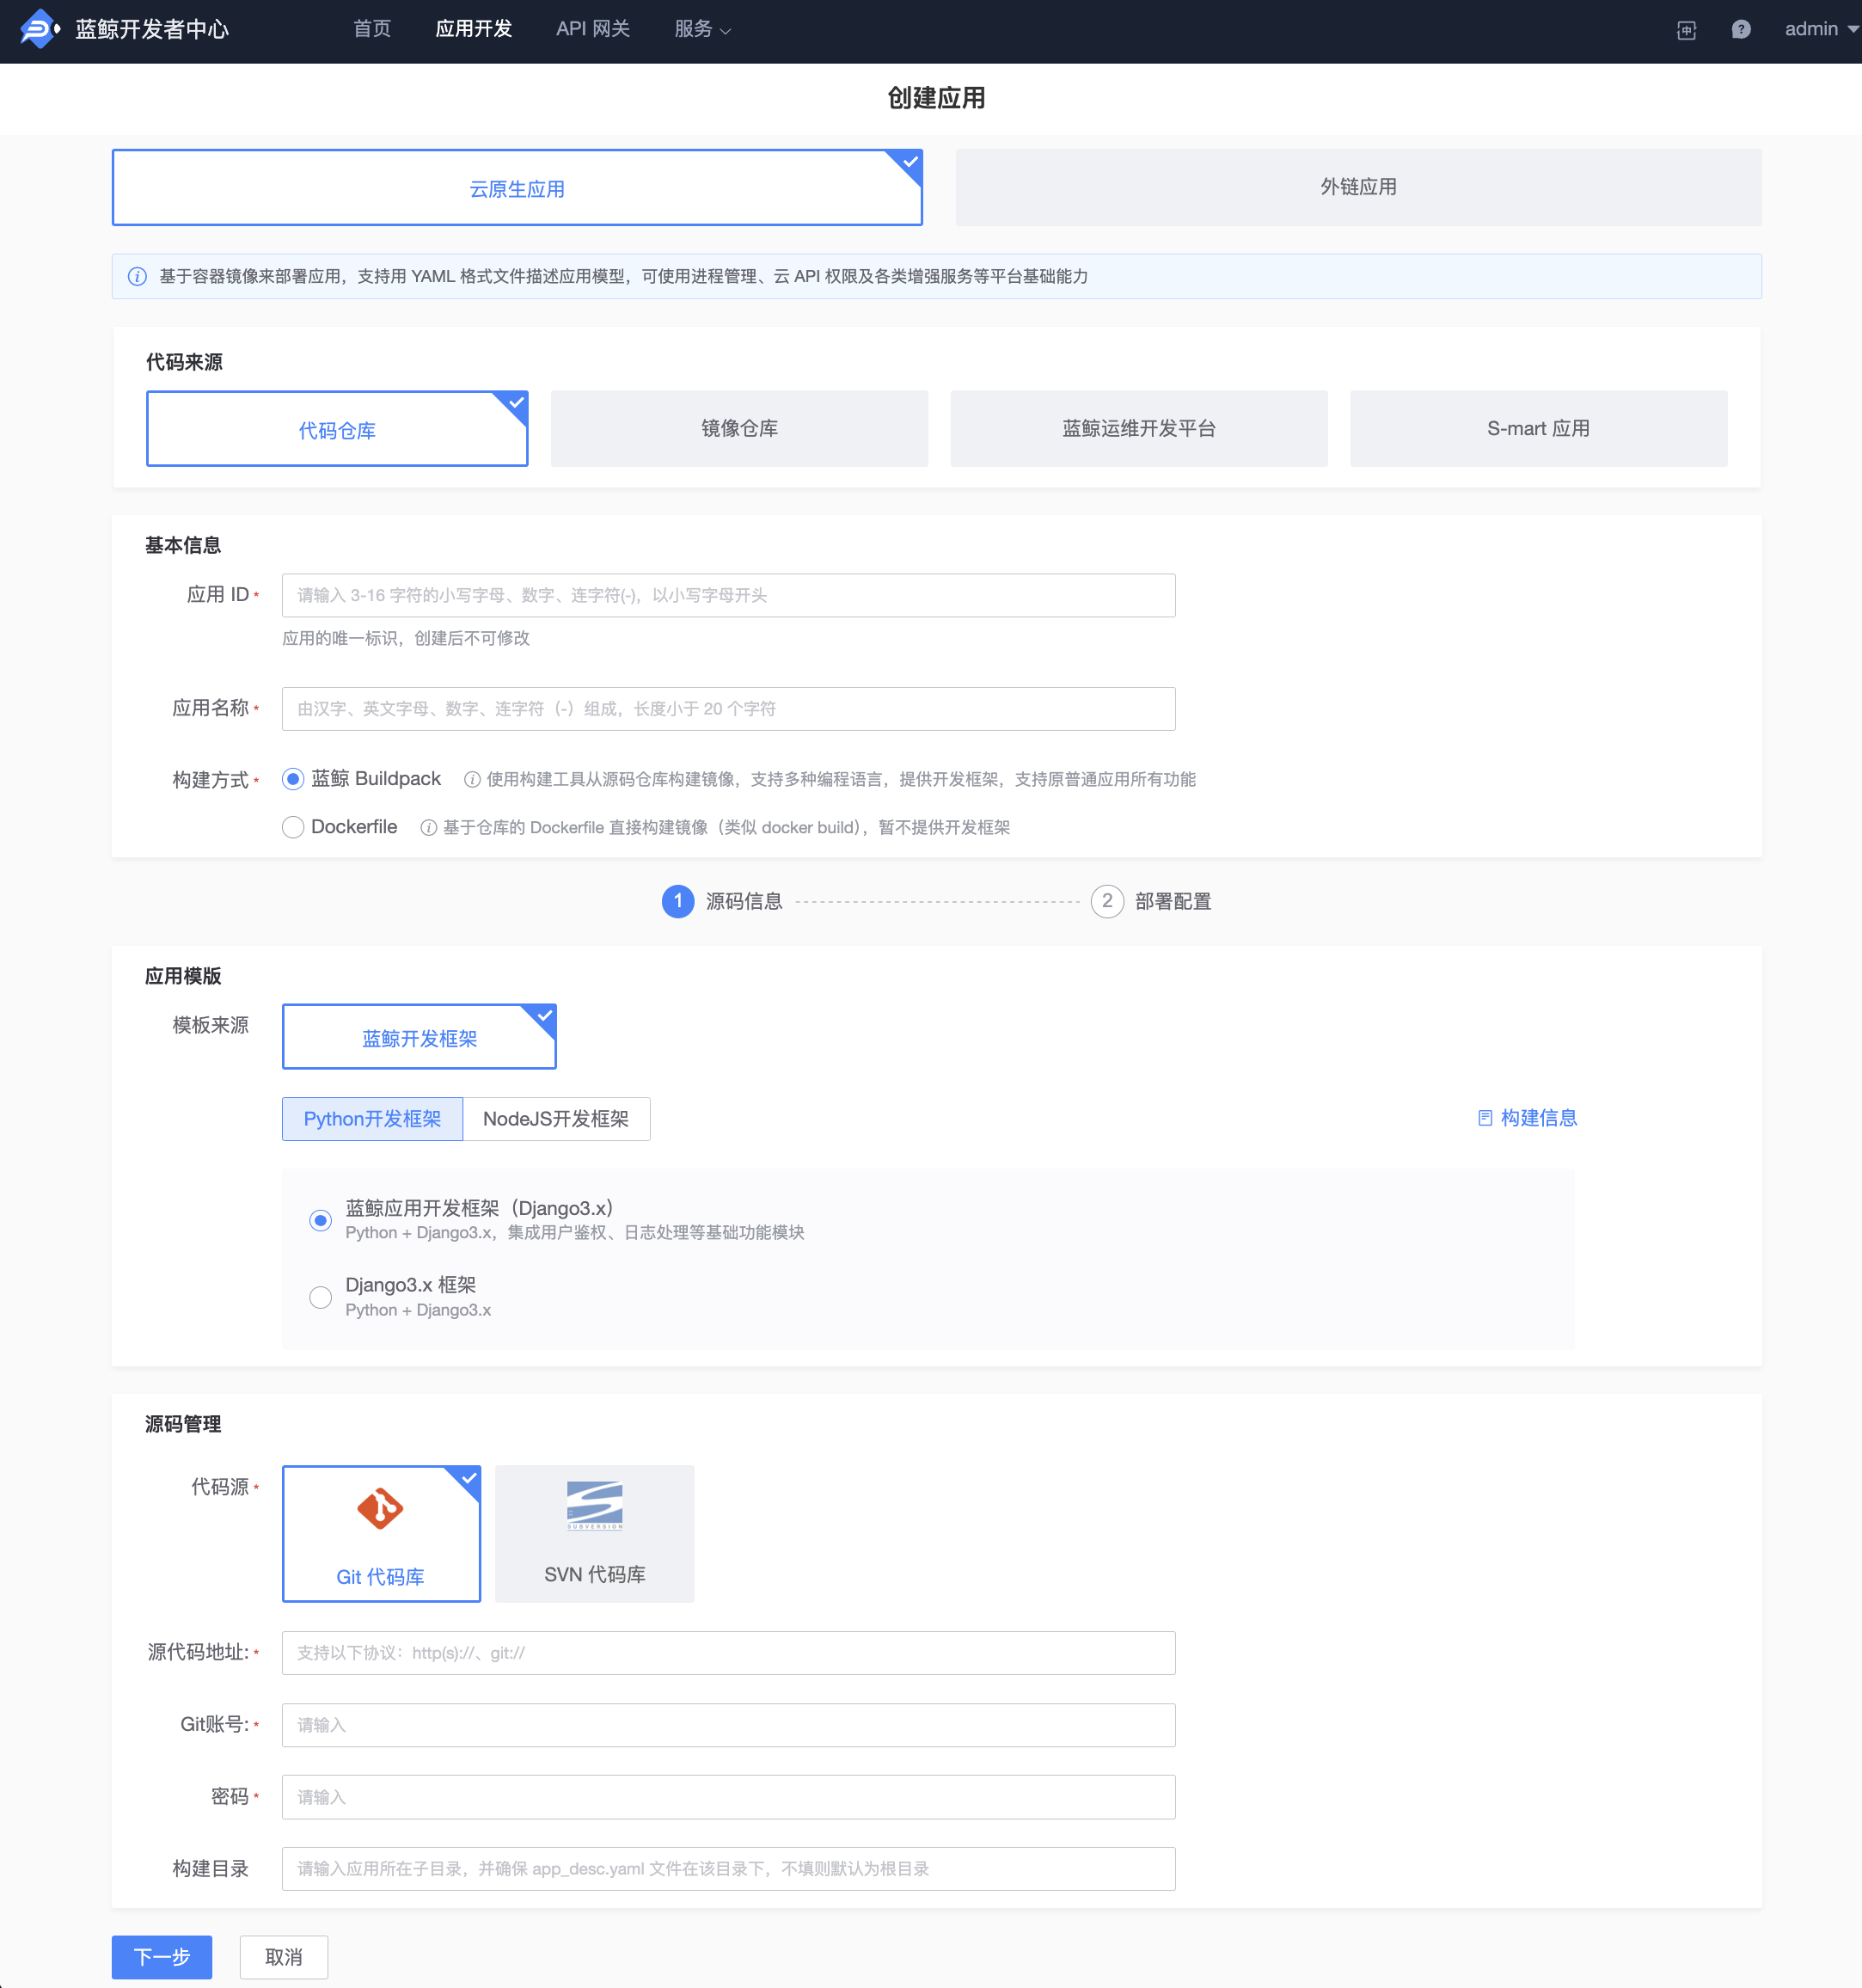 蓝鲸开发者中心 首页 应用开发 API 网关 服务 admin
创建应用
云原生应用 外链应用
基于容器镜像来部署应用，支持用 YAML 格式文件描述应用模型，可使用进程管理、云 API 权限及各类增强服务等平台基础能力
代码来源
代码仓库 镜像仓库 蓝鲸运维开发平台 S-mart 应用
基本信息
应用 ID * 请输入 3-16 字符的小写字母、数字、连字符(-)，以小写字母开头
应用的唯一标识，创建后不可修改
应用名称 * 由汉字、英文字母、数字、连字符（-）组成，长度小于 20 个字符
构建方式 * 蓝鲸 Buildpack 使用构建工具从源码仓库构建镜像，支持多种编程语言，提供开发框架，支持原普通应用所有功能
Dockerfile 基于仓库的 Dockerfile 直接构建镜像（类似 docker build），暂不提供开发框架
1 源码信息 2 部署配置
应用模版
模板来源 蓝鲸开发框架
Python开发框架 NodeJS开发框架 构建信息
蓝鲸应用开发框架（Django3.x）
Python + Django3.x，集成用户鉴权、日志处理等基础功能模块
Django3.x 框架
Python + Django3.x
源码管理
代码源 *
SUBVERSION
Git 代码库 SVN 代码库
源代码地址: * 支持以下协议：http(s)://、git://
Git账号: * 请输入
密码 * 请输入
构建目录 请输入应用所在子目录，并确保 app_desc.yaml 文件在该目录下，不填则默认为根目录
下一步 取消